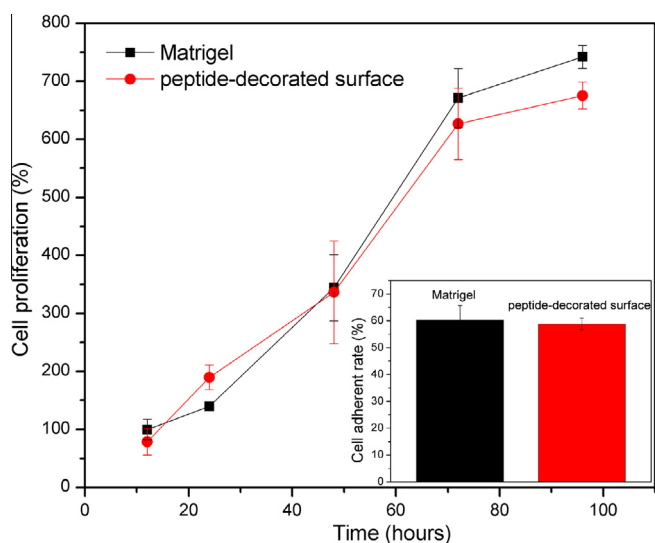 800
700
600
500
400
300
200
100
0
Cell proliferation (%)
Matrigel
peptide-decorated surface
0 20 40 60 80 100
Time (hours)
70
60
50
40
30
20
10
0
Cell adherent rate (%)
Matrigel
peptide-decorated surface